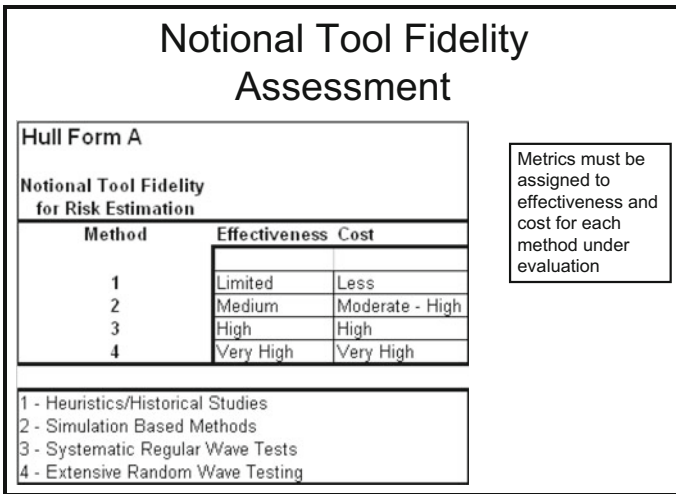 Notional Tool Fidelity
Assessment
Hull Form A
Notional Tool Fidelity
for Risk Estimation
Method Effectiveness Cost
1 Limited Less
2 Medium Moderate - High
3 High High
4 Very High Very High
1 - Heuristics/Historical Studies
2 - Simulation Based Methods
3 - Systematic Regular Wave Tests
4 - Extensive Random Wave Testing
Metrics must be
assigned to
effectiveness and
cost for each
method under
evaluation